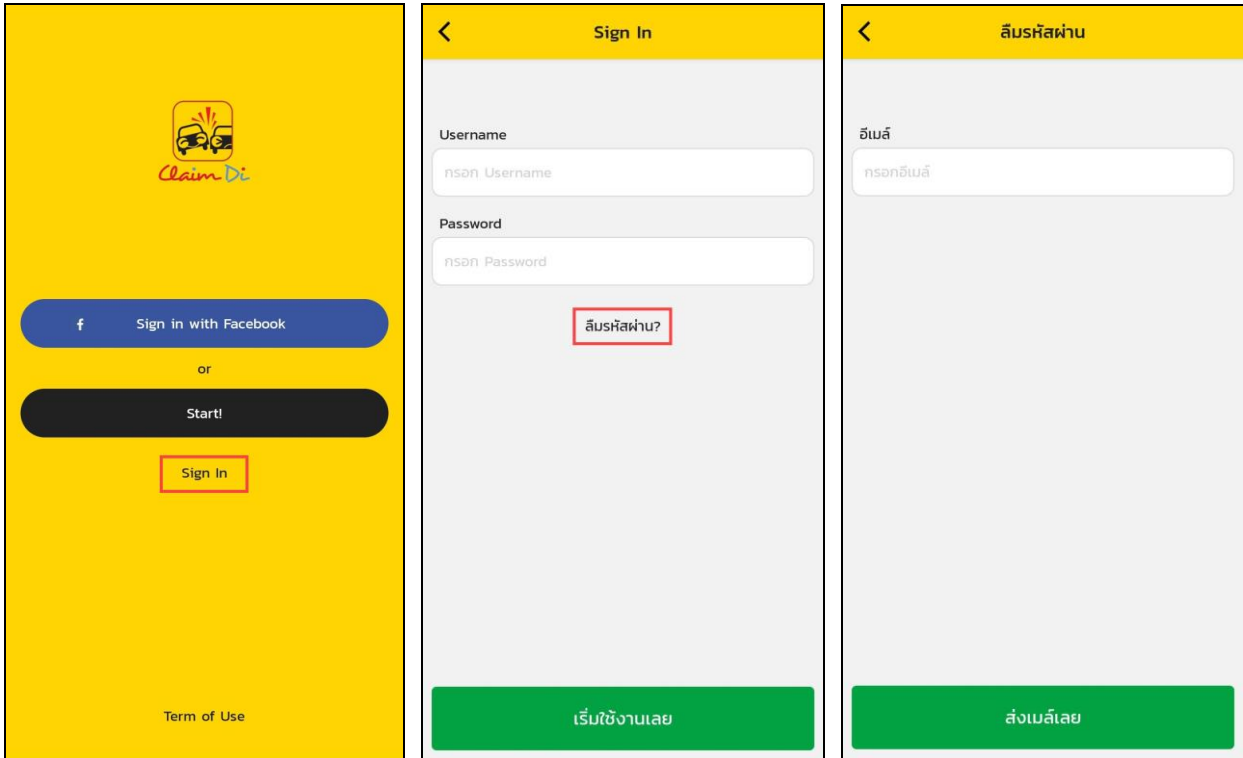 Claim Di
Sign in with Facebook
or
Start!
Sign In
Term of Use
Sign In
Username
กรอก Username
Password
กรอก Password
ลืมรหัสผ่าน?
เริ่มใช้งานเลย
ลืมรหัสผ่าน
อีเมล์
กรอกอีเมล์
ส่งเมล์เลย